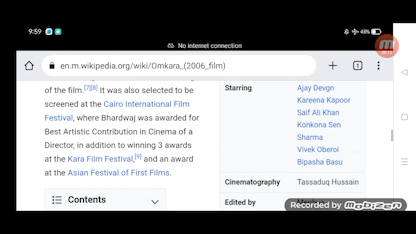 9:59
48%
No internet connection
en.m.wikipedia.org/wiki/Omkara_(2006_film)
1
of the film.[7][8] It was also selected to be
screened at the Cairo International Film
Festival, where Bhardwaj was awarded for
Best Artistic Contribution in Cinema of a
Director, in addition to winning 3 awards
at the Kara Film Festival,[9] and an award
at the Asian Festival of First Films.
Contents
Starring
Ajay Devgn
Kareena Kapoor
Saif Ali Khan
Konkona Sen
Sharma
Vivek Oberoi
Bipasha Basu
Cinematography
Tassaduq Hussain
Edited by
Recorded by Mobizen